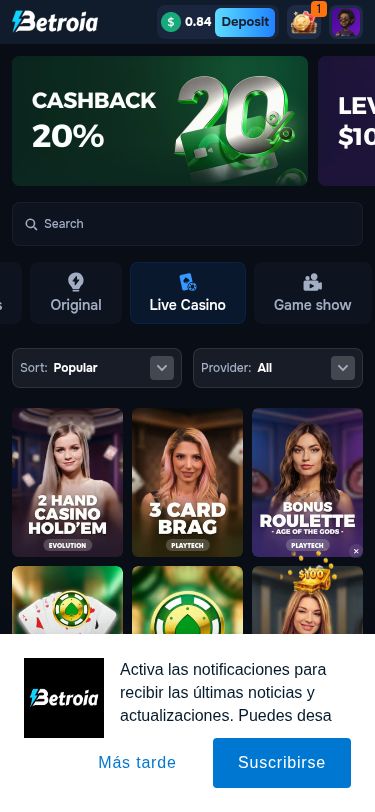 Betroia
$ 0.84 Deposit
1
CASHBACK
20%
20%
LEV
$10
Search
s
Original
Live Casino
Game show
Sort: Popular
Provider: All
2 HAND
CASINO
HOLD'EM
EVOLUTION
3 CARD
BRAG
PLAYTECH
BONUS
ROULETTE
- AGE OF THE GODS -
PLAYTECH
$100
Betroia
Activa las notificaciones para
recibir las últimas noticias y
actualizaciones. Puedes desa
Más tarde
Suscribirse